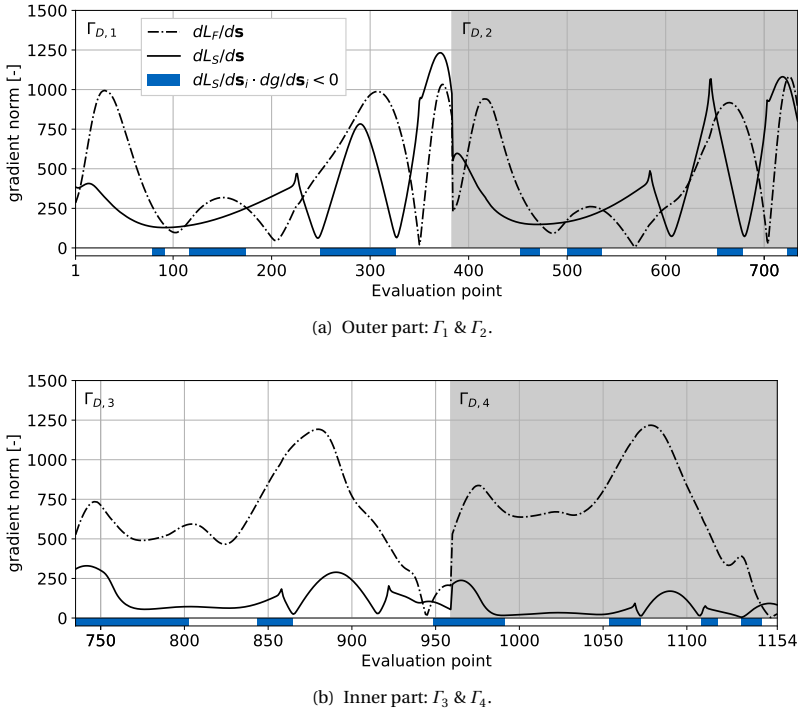 1500
1250
1000
750
500
250
0
gradient norm [-]
Γ_{D, 1}
dL_F/ds
dL_S/ds
dL_S/ds_i · dg/ds_i < 0
Γ_{D, 2}
1 100 200 300 400 500 600 700 700
Evaluation point
(a) Outer part: Γ_1 & Γ_2.
1500
1250
1000
750
500
250
0
gradient norm [-]
Γ_{D, 3}
Γ_{D, 4}
750 750 800 850 900 950 1000 1050 1100 1154
Evaluation point
(b) Inner part: Γ_3 & Γ_4.